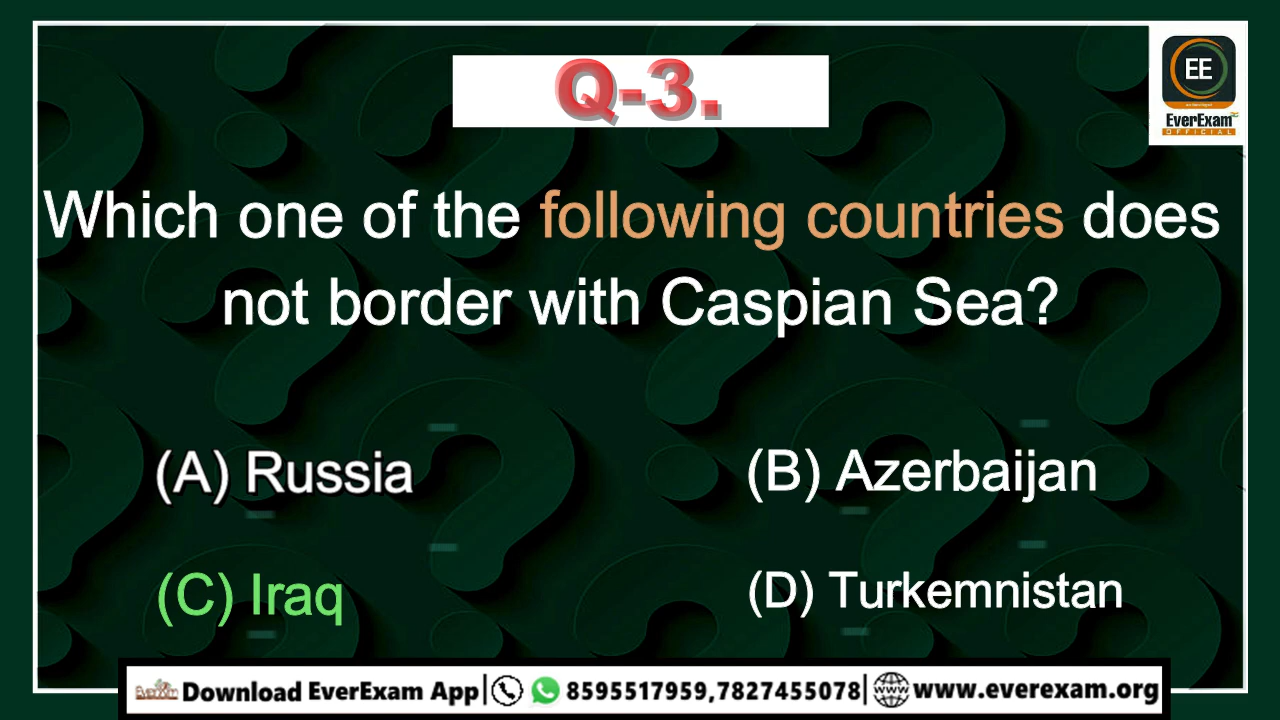 Q-3.
EE
EverExam
OFFICIAL
Which one of the following countries does
not border with Caspian Sea?
(A) Russia
(B) Azerbaijan
(C) Iraq
(D) Turkemnistan
Download EverExam App| 8595517959,7827455078| www.everexam.org